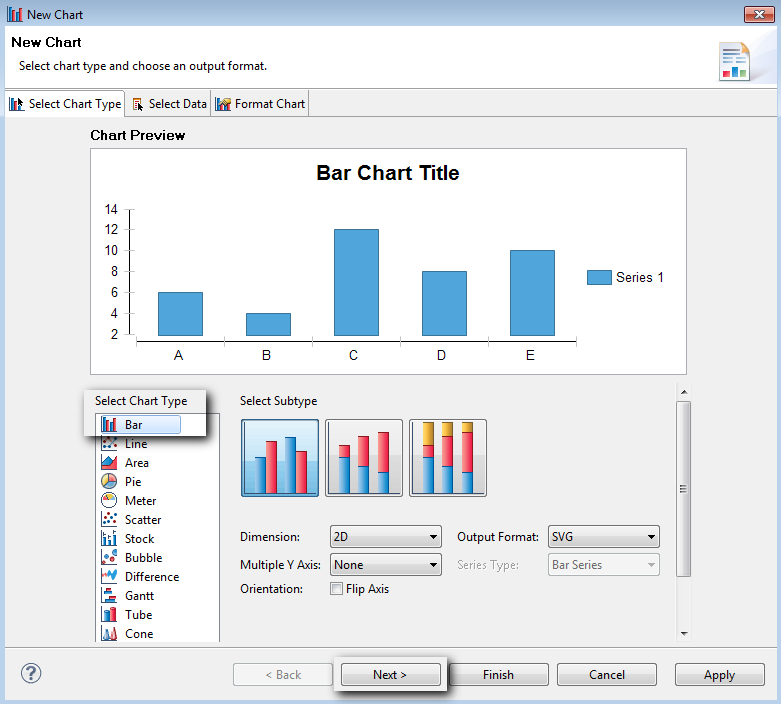 New Chart
New Chart
Select chart type and choose an output format.
Select Chart Type Select Data Format Chart
Chart Preview
Bar Chart Title
14
12
10
8
6
4
2
A B C D E
Series 1
Select Chart Type
Bar
Line
Area
Pie
Meter
Scatter
Stock
Bubble
Difference
Gantt
Tube
Cone
Select Subtype
Dimension: 2D Output Format: SVG
Multiple Y Axis: None Series Type: Bar Series
Orientation: Flip Axis
? < Back Next > Finish Cancel Apply